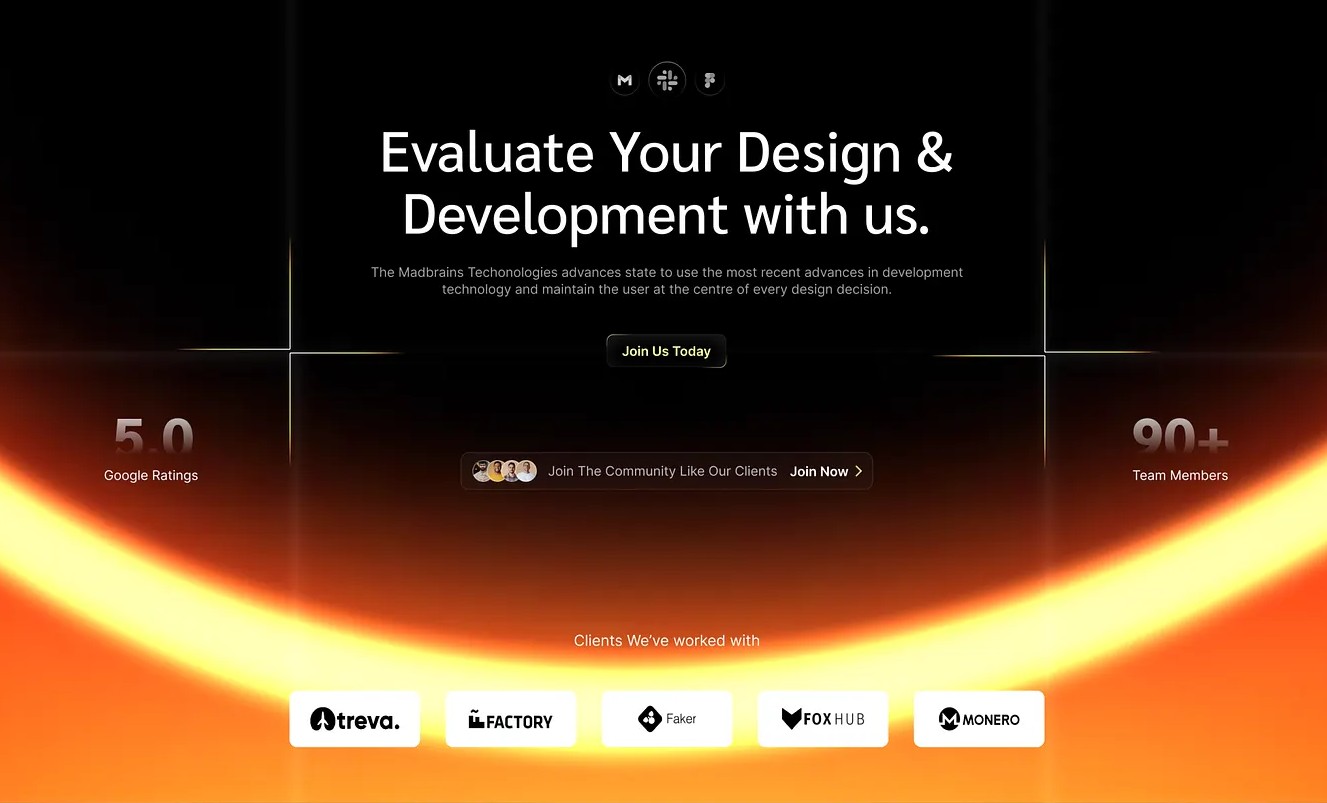 Evaluate Your Design &
Development with us.
The Madbrains Techonologies advances state to use the most recent advances in development
technology and maintain the user at the centre of every design decision.
Join Us Today
5.0
Google Ratings
90+
Team Members
Join The Community Like Our Clients
Join Now
Clients We’ve worked with
treva.
FACTORY
Faker
FOXHUB
MONERO